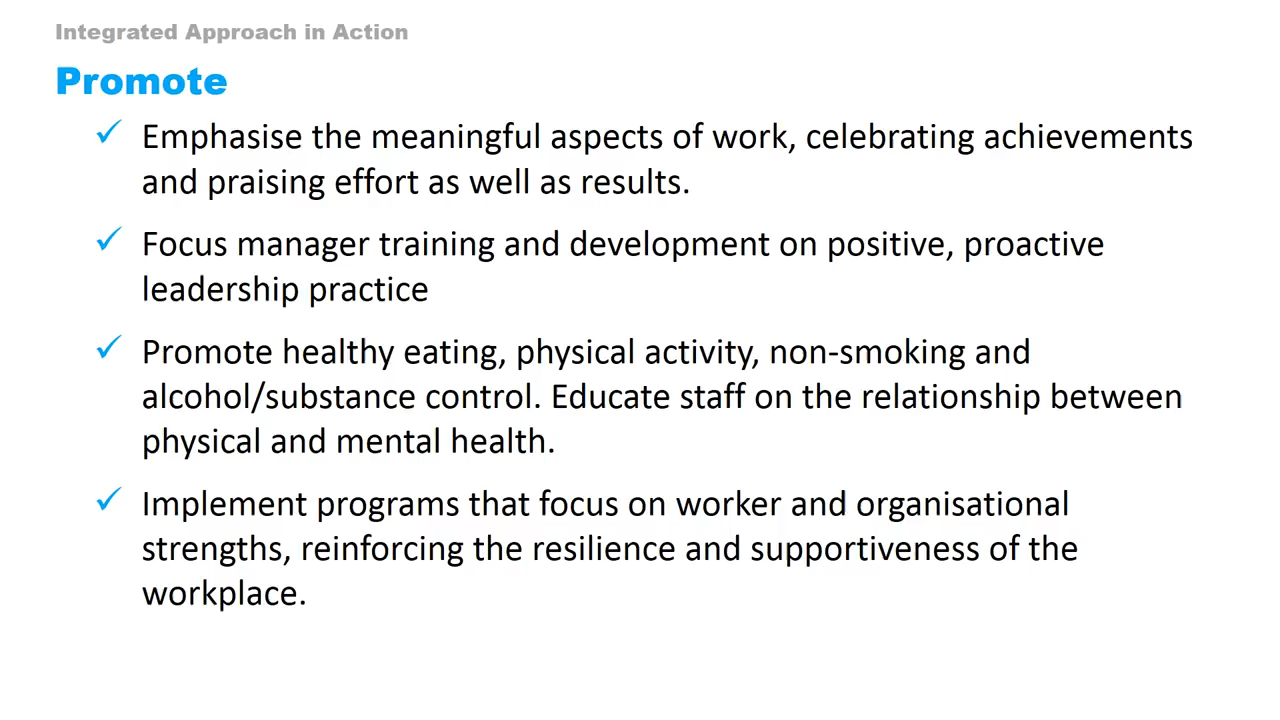 Integrated Approach in Action
Promote
✓ Emphasise the meaningful aspects of work, celebrating achievements
and praising effort as well as results.
✓ Focus manager training and development on positive, proactive
leadership practice
✓ Promote healthy eating, physical activity, non-smoking and
alcohol/substance control. Educate staff on the relationship between
physical and mental health.
✓ Implement programs that focus on worker and organisational
strengths, reinforcing the resilience and supportiveness of the
workplace.